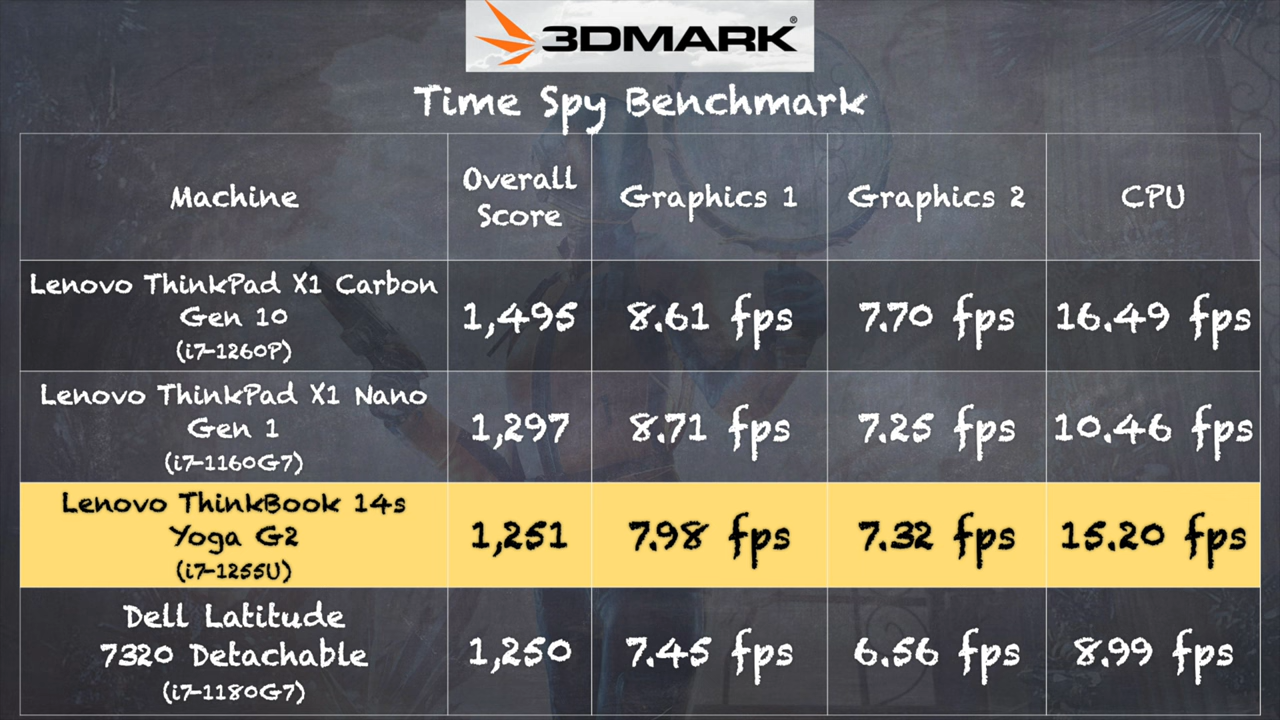 3DMARK®
Time Spy Benchmark
Machine
Overall
Score
Graphics 1
Graphics 2
CPU
Lenovo ThinkPad X1 Carbon
Gen 10
(i7-1260P)
1,495
8.61 fps
7.70 fps
16.49 fps
Lenovo ThinkPad X1 Nano
Gen 1
(i7-1160G7)
1,297
8.71 fps
7.25 fps
10.46 fps
Lenovo ThinkBook 14s
Yoga G2
(i7-1255U)
1,251
7.98 fps
7.32 fps
15.20 fps
Dell Latitude
7320 Detachable
(i7-1180G7)
1,250
7.45 fps
6.56 fps
8.99 fps